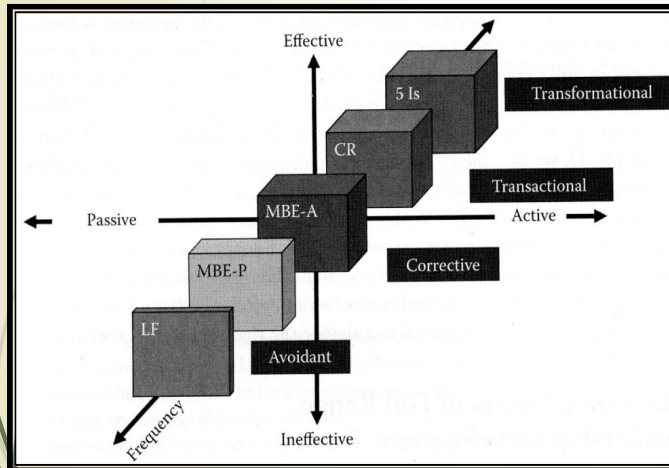 Effective
5 Is
Transformational
CR
Transactional
MBE-A
Passive
Active
Corrective
MBE-P
LF
Avoidant
Frequency
Ineffective